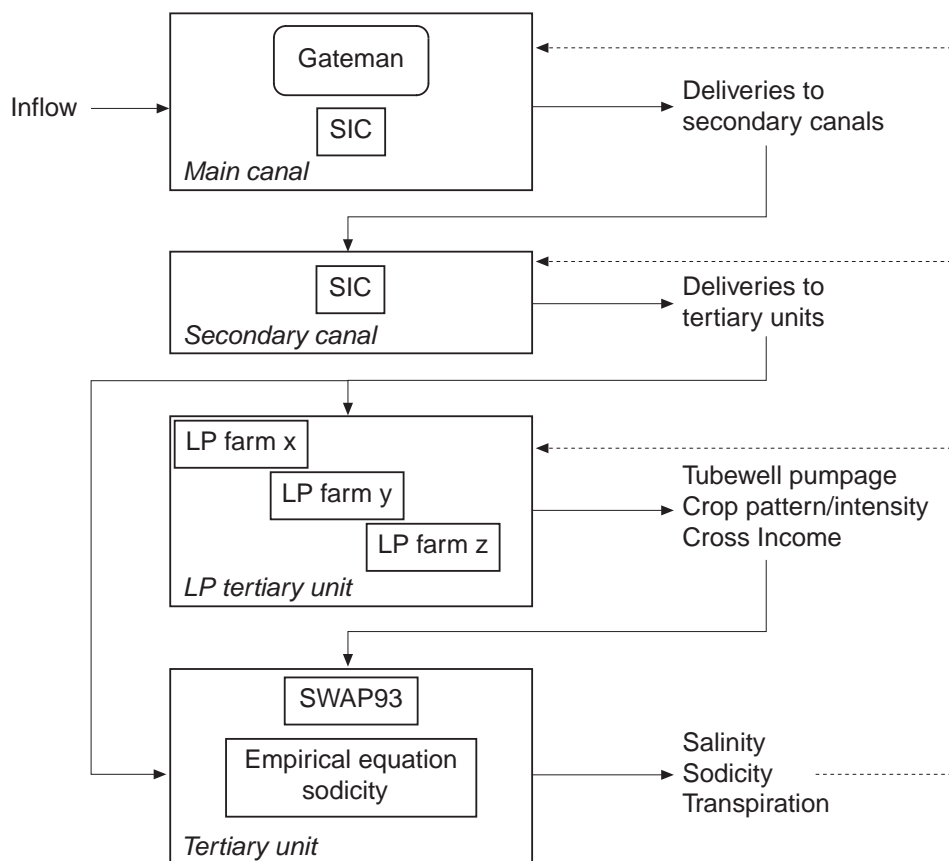 Gateman
Inflow
SIC
Main canal
Deliveries to
secondary canals
SIC
Secondary canal
Deliveries to
tertiary units
LP farm x
LP farm y
LP farm z
LP tertiary unit
Tubewell pumpage
Crop pattern/intensity
Cross Income
SWAP93
Empirical equation
sodicity
Tertiary unit
Salinity
Sodicity
Transpiration